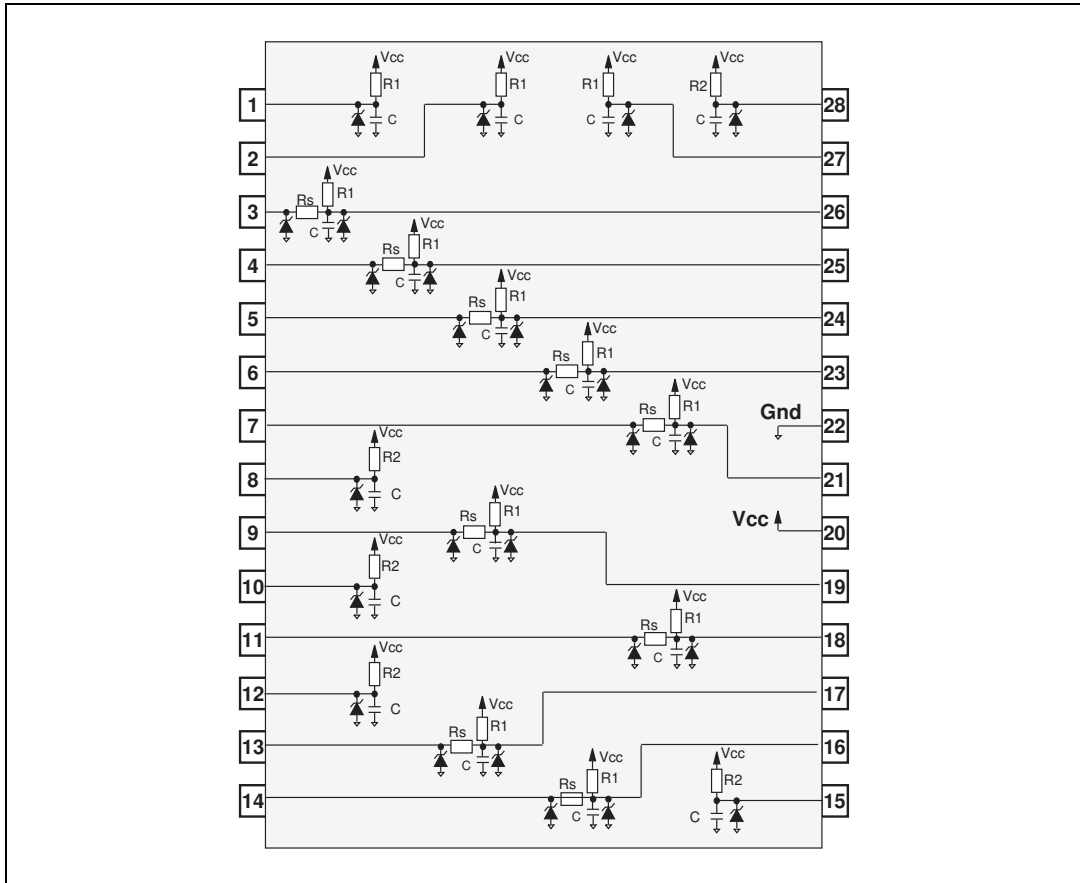 Vcc Vcc Vcc Vcc
R1 R1 R1 R2
1 C C C C 28
2 27
Vcc
Rs R1
3 C 26
Vcc
Rs R1
4 C 25
Vcc
Rs R1
5 C 24
Vcc
Rs R1
6 C 23
Vcc
Rs R1 Gnd
7 C 22
Vcc
R2
8 C 21
Vcc
Rs R1 Vcc
9 C 20
Vcc
R2
10 C 19
Vcc
Rs R1
11 C 18
Vcc
R2
12 C 17
Vcc
Rs R1
13 C 16
Vcc Vcc
Rs R1 R2
14 C C 15